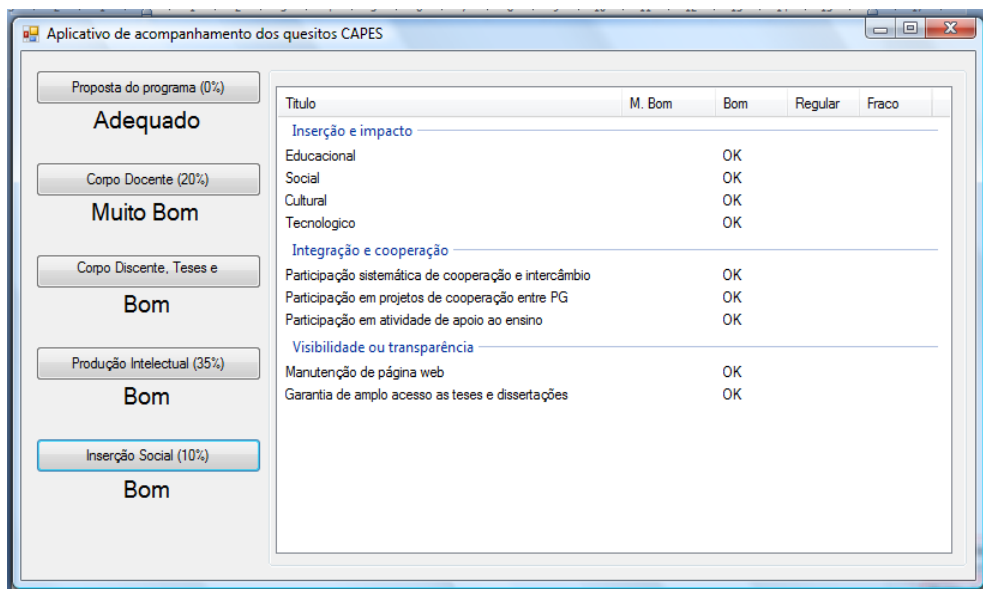 Aplicativo de acompanhamento dos quesitos CAPES
Proposta do programa (0%)
Adequado
Corpo Docente (20%)
Muito Bom
Corpo Discente, Teses e
Bom
Produção Intelectual (35%)
Bom
Inserção Social (10%)
Bom
Titulo M. Bom Bom Regular Fraco
Inserção e impacto
Educacional OK
Social OK
Cultural OK
Tecnologico OK
Integração e cooperação
Participação sistemática de cooperação e intercâmbio OK
Participação em projetos de cooperação entre PG OK
Participação em atividade de apoio ao ensino OK
Visibilidade ou transparência
Manutenção de página web OK
Garantia de amplo acesso as teses e dissertações OK